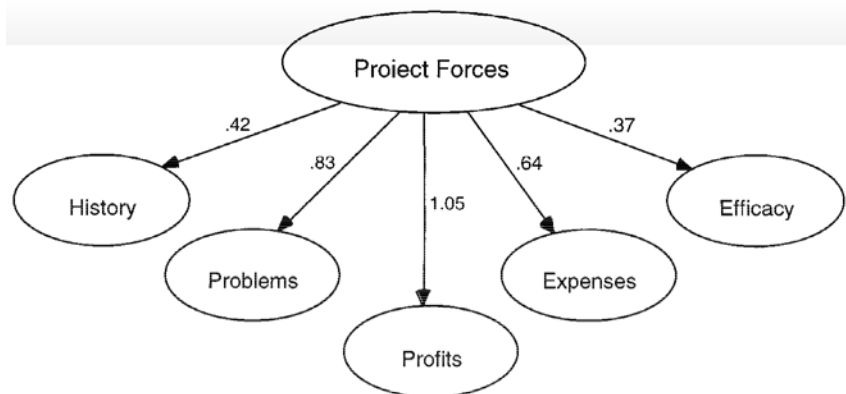 Proiect Forces
.42
.37
.83
.64
1.05
History
Efficacy
Problems
Expenses
Profits